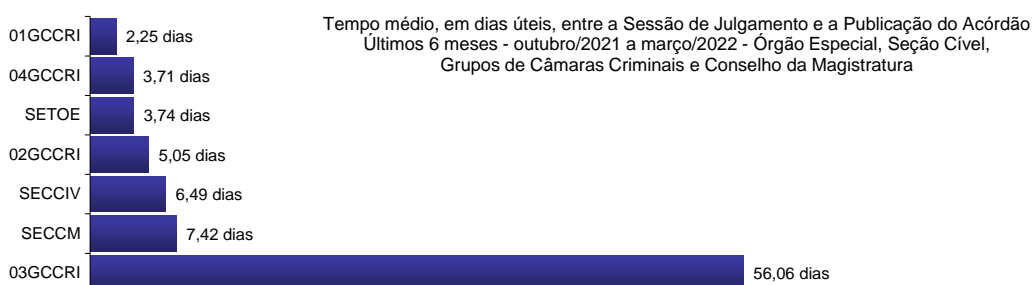 Tempo médio, em dias úteis, entre a Sessão de Julgamento e a Publicação do Acórdão
Últimos 6 meses - outubro/2021 a março/2022 - Órgão Especial, Seção Cível,
Grupos de Câmaras Criminais e Conselho da Magistratura
01GCCRI 2,25 dias
04GCCRI 3,71 dias
SETOE 3,74 dias
02GCCRI 5,05 dias
SECCIV 6,49 dias
SECCM 7,42 dias
03GCCRI 56,06 dias